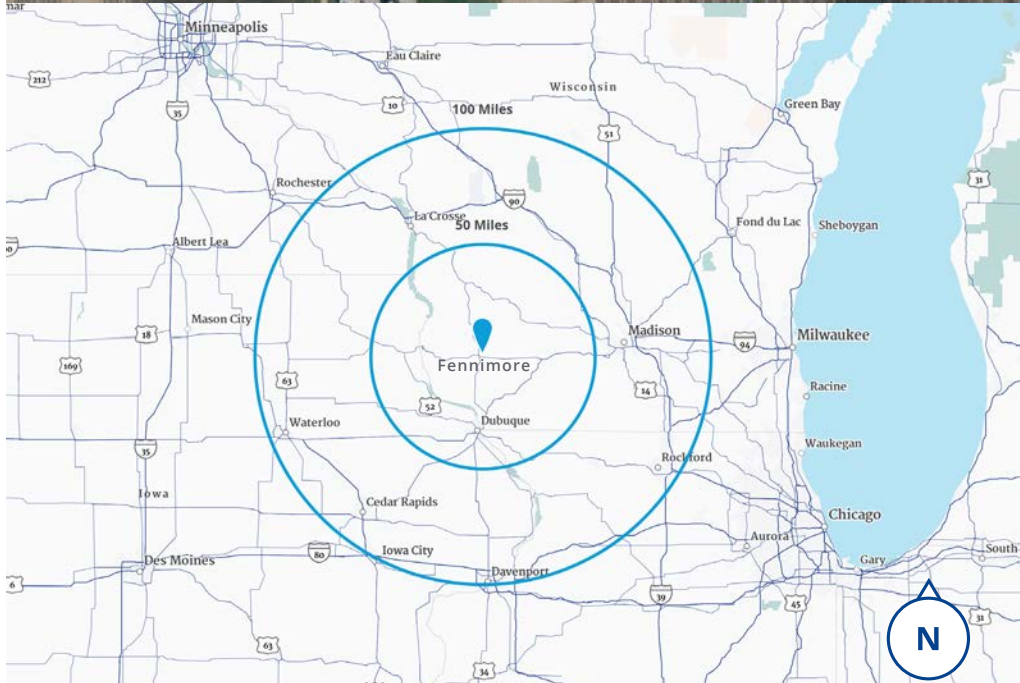 mar
Minneapolis
Eau Claire
212
Wisconsin
10
35
100 Miles
Green Bay
51
Rochester
31
90
La Crosse
50 Miles
Fond du Lac
Sheboygan
Albert Lea
Mason City
18
Madison
Milwaukee
94
169
Fennimore
63
14
Racine
52
Waterloo
Dubuque
Waukegan
35
Rockford
Iowa
Cedar Rapids
Chicago
Aurora
80
Iowa City
South
Des Moines
Gary
Davenport
6
39
45
31
N
63
34